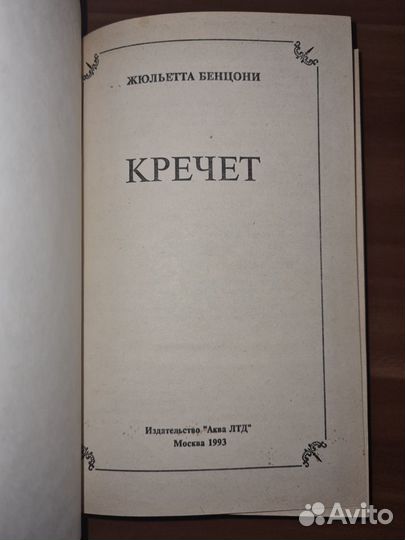 ЖЮЛЬЕТТА БЕНЦОНИ
КРЕЧЕТ
Издательство "Аква ЛТД"
Москва 1993
Avito